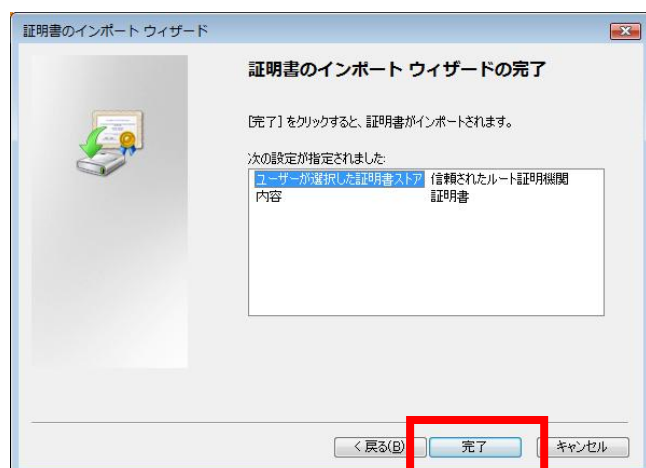 証明書のインポート ウィザード
証明書のインポート ウィザードの完了
[完了] をクリックすると、証明書がインポートされます。
次の設定が指定されました:
ユーザーが選択した証明書ストア 信頼されたルート証明機関
内容 証明書
< 戻る(B) 完了 キャンセル